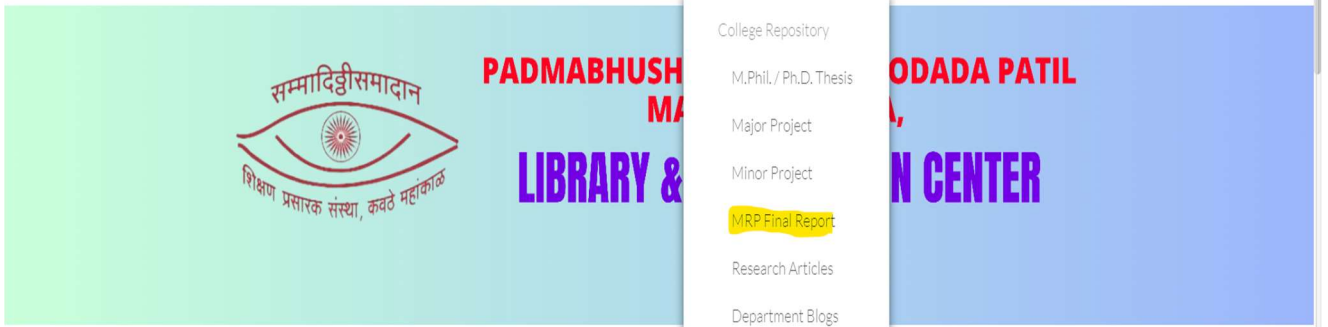 सम्मादिठ्ठीसमादान
शिक्षण प्रसारक संस्था, कवठे महांकाळ
PADMABHUSH ODADA PATIL
MA A,
LIBRARY & N CENTER
College Repository
M.Phil. / Ph.D. Thesis
Major Project
Minor Project
MRP Final Report
Research Articles
Department Blogs